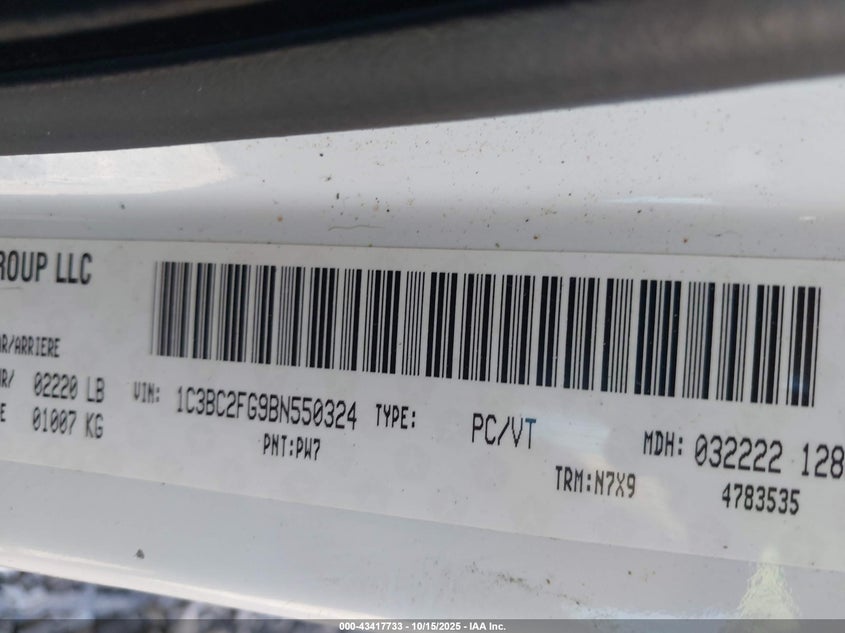 ROUP LLC
R/ARRIERE
02220 LB
01007 KG
VIN: 1C3BC2FG9BN550324 TYPE: PC/VT MDH: 032222 128
PNT:PW7 TRM:N7X9 4783535
000-43417733 - 10/15/2025 - IAA Inc.